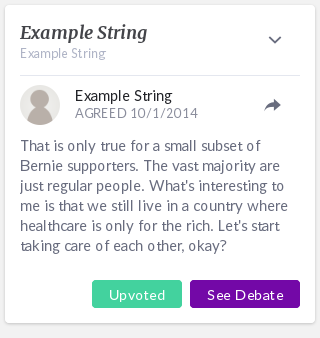 Example String
Example String
Example String
AGREED 10/1/2014
That is only true for a small subset of
Bernie supporters. The vast majority are
just regular people. What's interesting to
me is that we still live in a country where
healthcare is only for the rich. Let's start
taking care of each other, okay?
Upvoted
See Debate